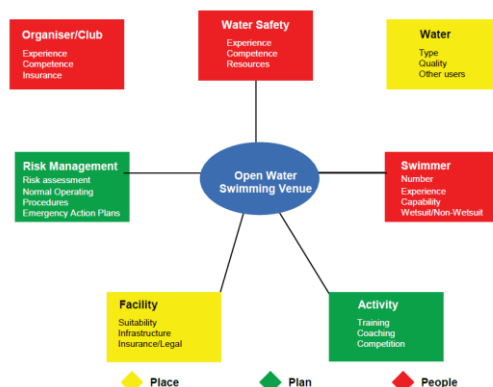 Organiser/Club
Experience
Competence
Insurance
Water Safety
Experience
Competence
Resources
Water
Type
Quality
Other users
Risk Management
Risk assessment
Normal Operating
Procedures
Emergency Action Plans
Open Water
Swimming Venue
Swimmer
Number
Experience
Capability
Wetsuit/Non-Wetsuit
Facility
Suitability
Infrastructure
Insurance/Legal
Activity
Training
Coaching
Competition
Place
Plan
People